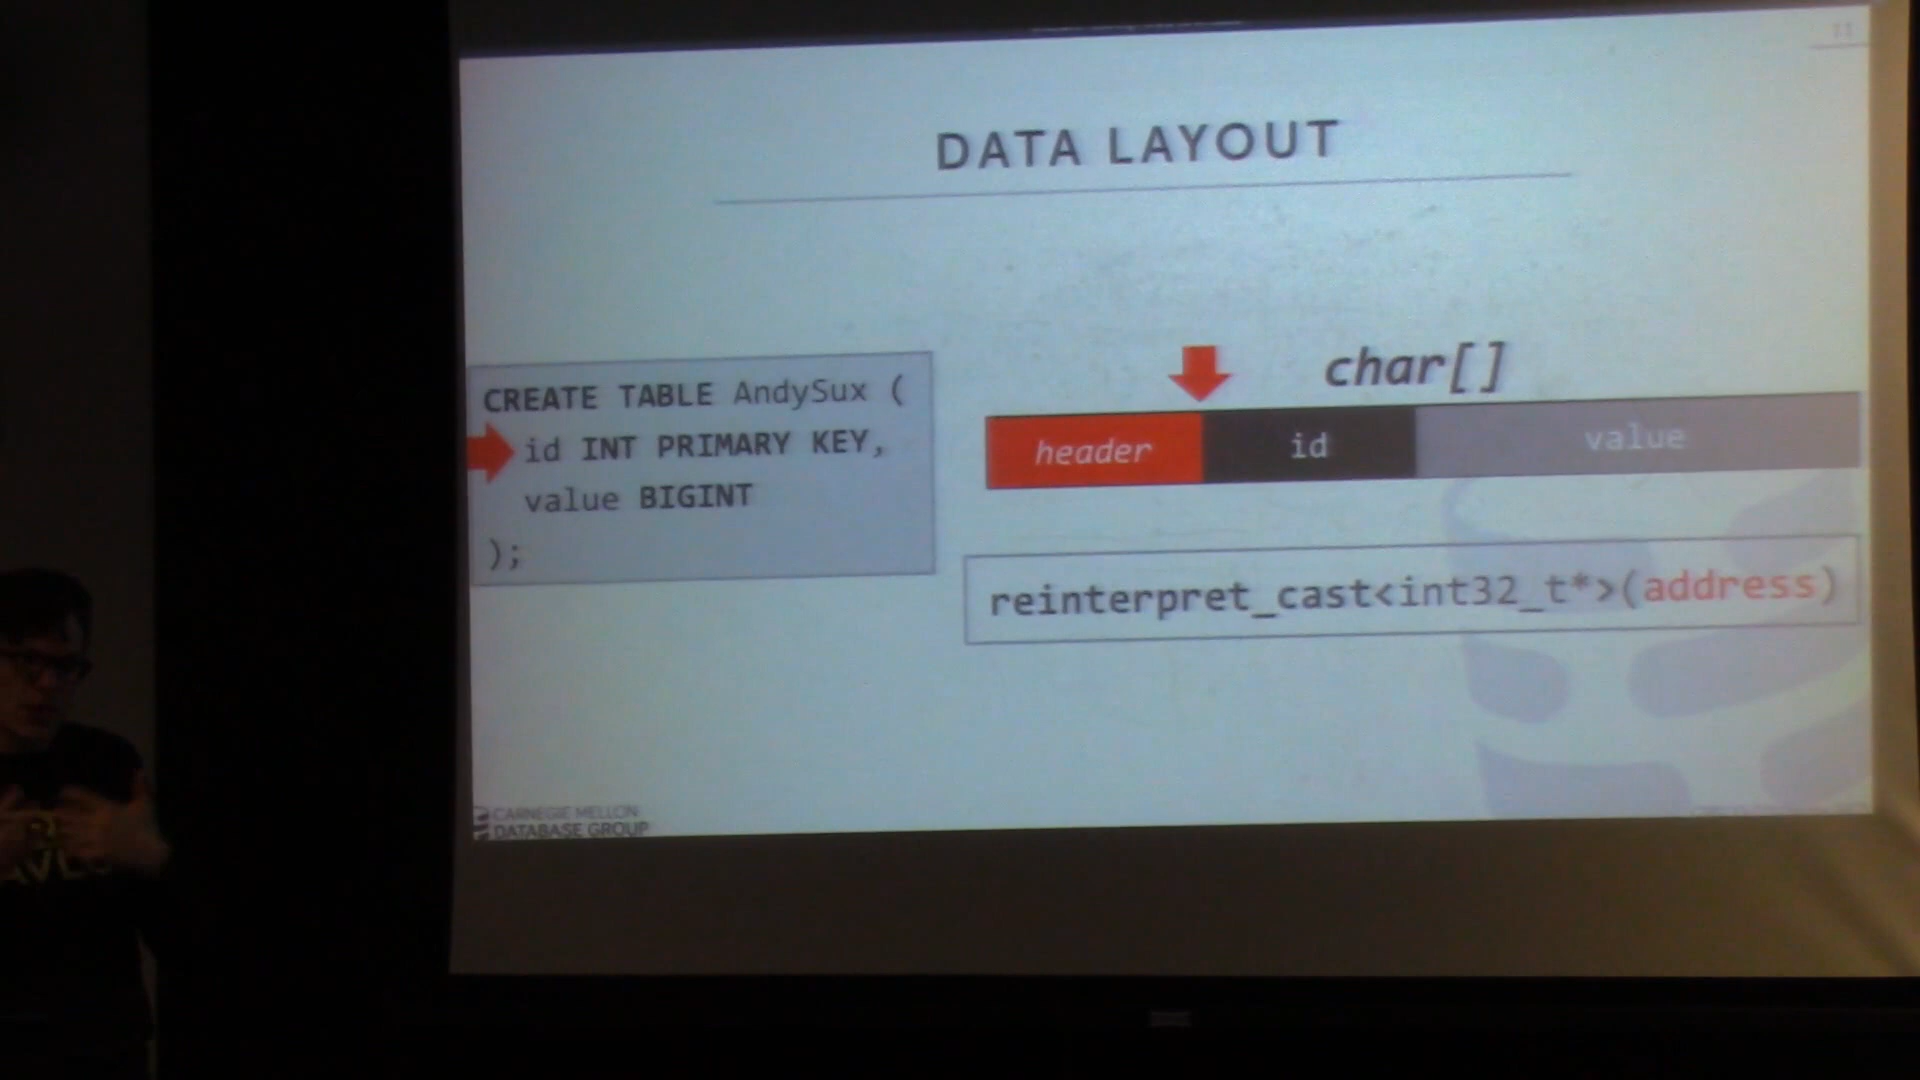 11
DATA LAYOUT
CREATE TABLE AndySux (
id INT PRIMARY KEY,
value BIGINT
);
char[]
header id value
reinterpret_cast<int32_t*>(address)
CARNEGIE MELLON
DATABASE GROUP